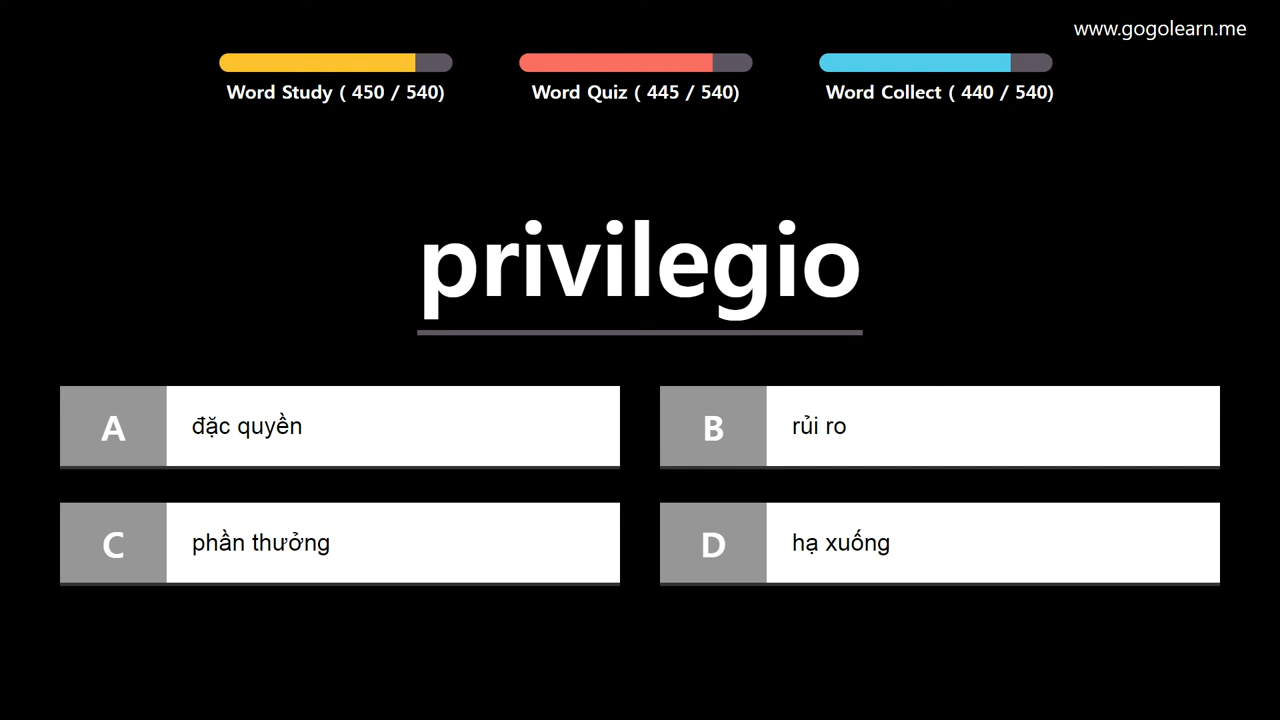 www.gogolearn.me
Word Study ( 450 / 540)
Word Quiz ( 445 / 540)
Word Collect ( 440 / 540)
privilegio
A đặc quyền
B rủi ro
C phần thưởng
D hạ xuống